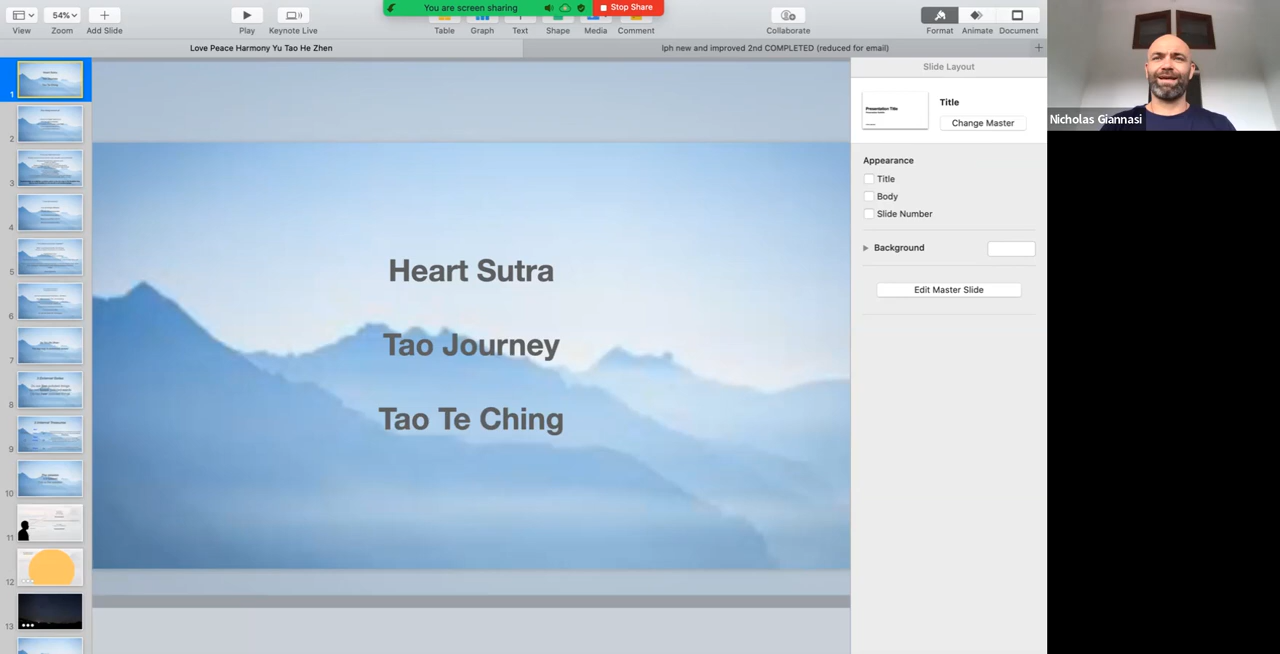 You are screen sharing
Stop Share
54%
View
Zoom
Add Slide
Play
Keynote Live
Table
Graph
Text
Shape
Media
Comment
Collaborate
Format
Animate
Document
Love Peace Harmony Yu Tao He Zhen
lph new and improved 2nd COMPLETED (reduced for email)
Slide Layout
Presentation Title
Title
Change Master
Appearance
Title
Body
Slide Number
Background
Edit Master Slide
Heart Sutra
Tao Journey
Tao Te Ching
1
2
3
4
5
6
7
8
9
10
11
12
13
Nicholas Giannasi